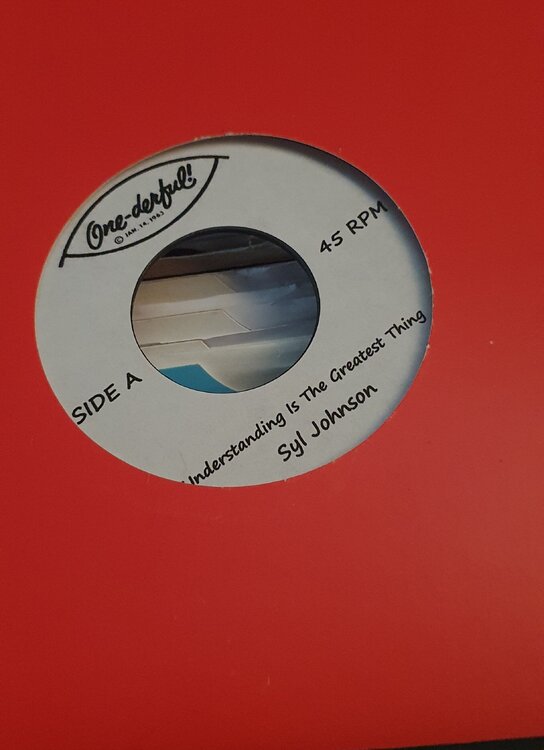 One-derful!
© JAN. 14, 1963
45 RPM
SIDE A
Understanding Is The Greatest Thing
Syl Johnson